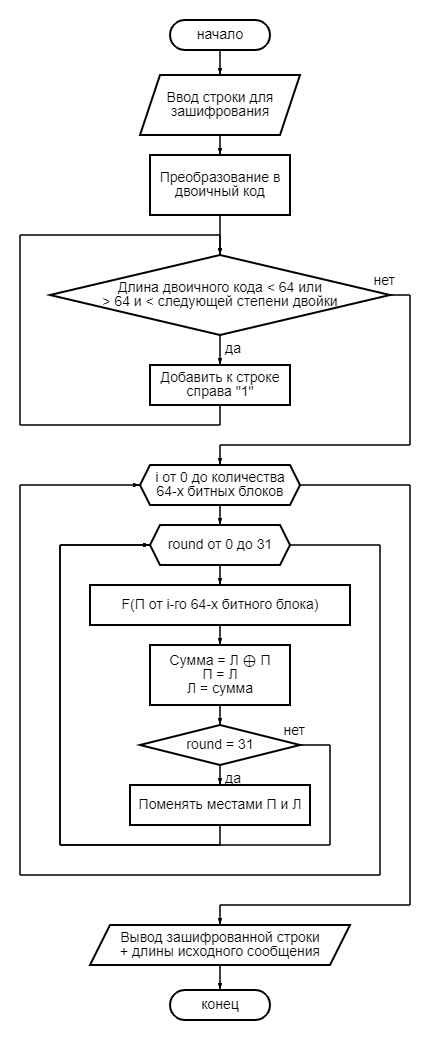 начало
Ввод строки для
зашифрования
Преобразование в
двоичный код
Длина двоичного кода < 64 или
> 64 и < следующей степени двойки
нет
да
Добавить к строке
справа "1"
i от 0 до количества
64-х битных блоков
round от 0 до 31
F(П от i-го 64-х битного блока)
Сумма = Л ⊕ П
П = Л
Л = сумма
round = 31
нет
да
Поменять местами П и Л
Вывод зашифрованной строки
+ длины исходного сообщения
конец